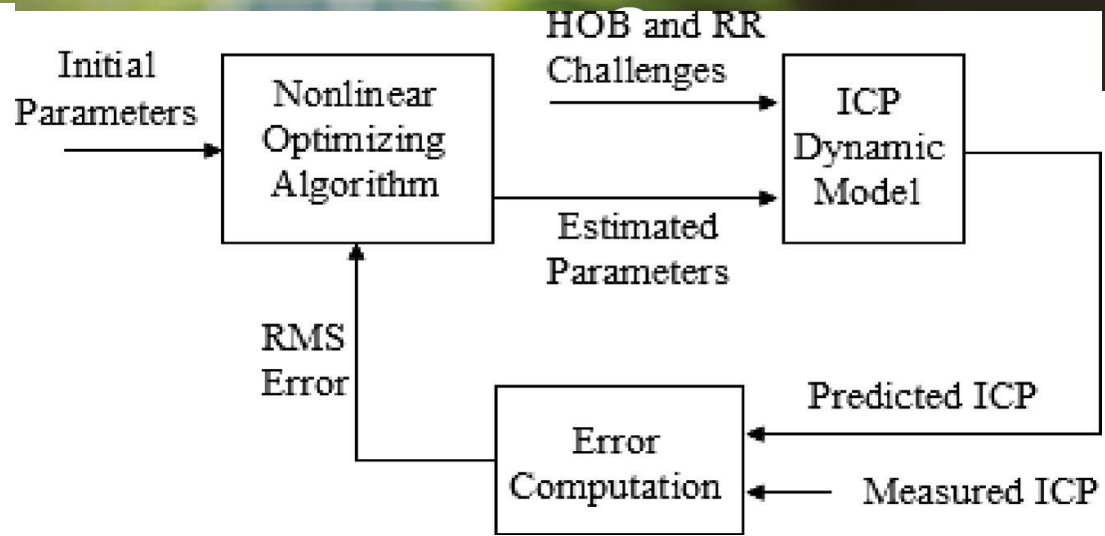 HOB and RR
Challenges
Initial
Parameters
Nonlinear
Optimizing
Algorithm
ICP
Dynamic
Model
Estimated
Parameters
RMS
Error
Predicted ICP
Error
Computation
Measured ICP